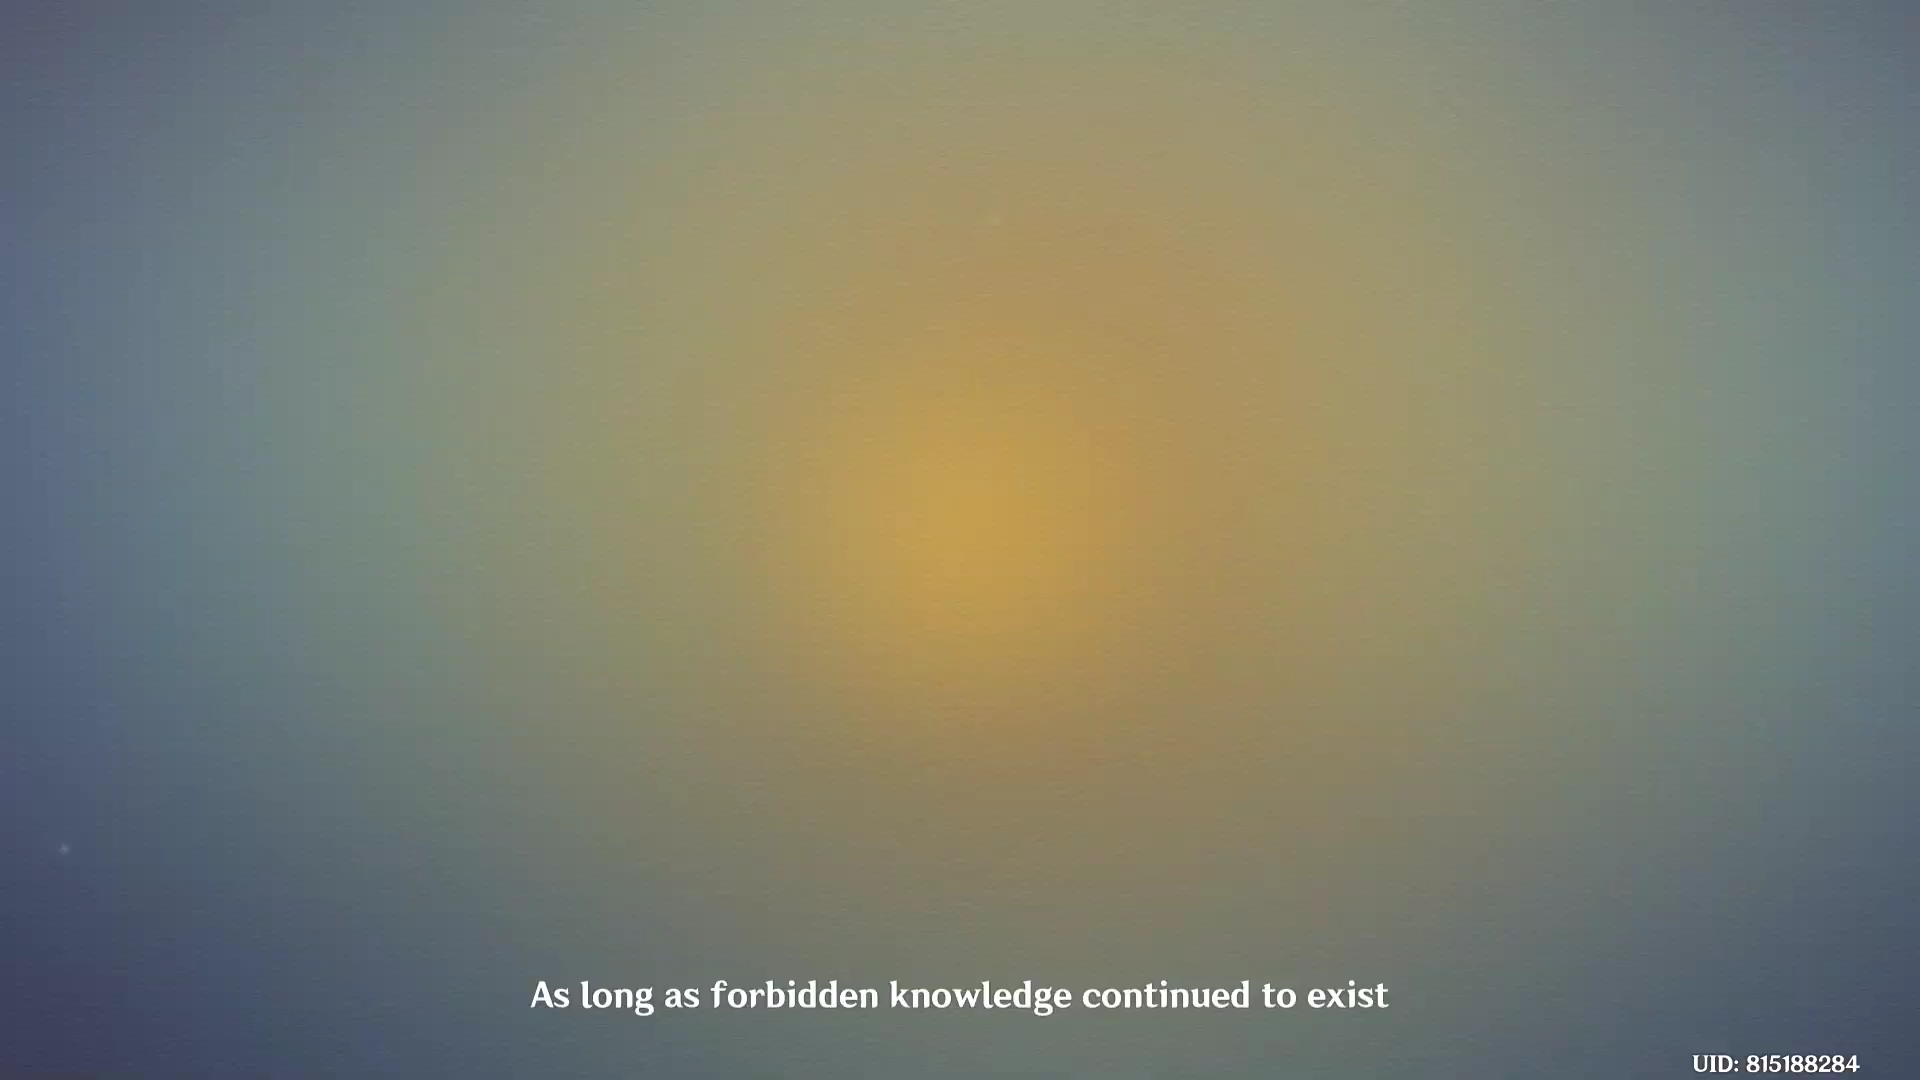 As long as forbidden knowledge continued to exist
UID: 815188284